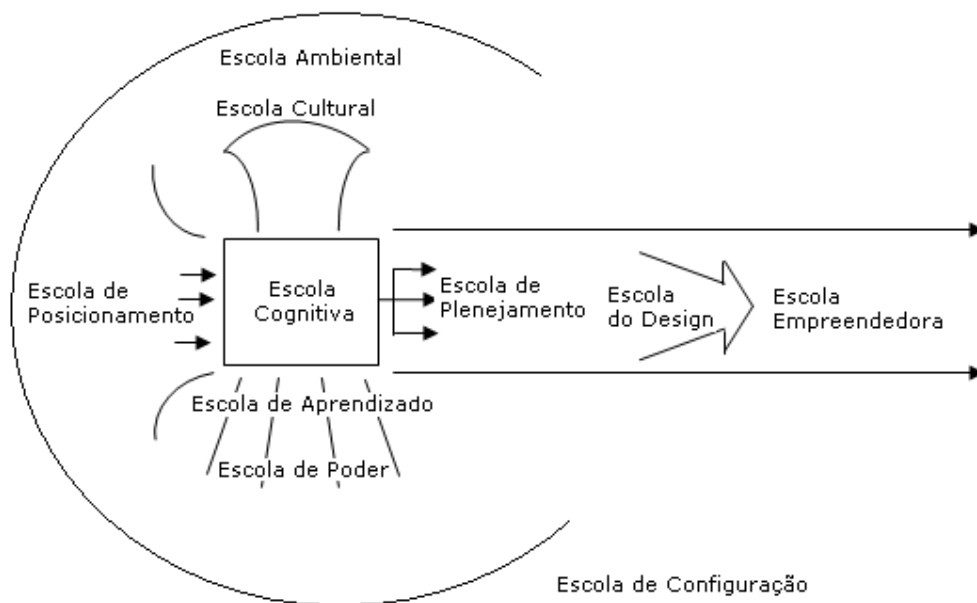 Escola Ambiental
Escola Cultural
Escola de
Posicionamento
Escola
Cognitiva
Escola de
Plenejamento
Escola
do Design
Escola
Empreendedora
Escola de Aprendizado
Escola de Poder
Escola de Configuração